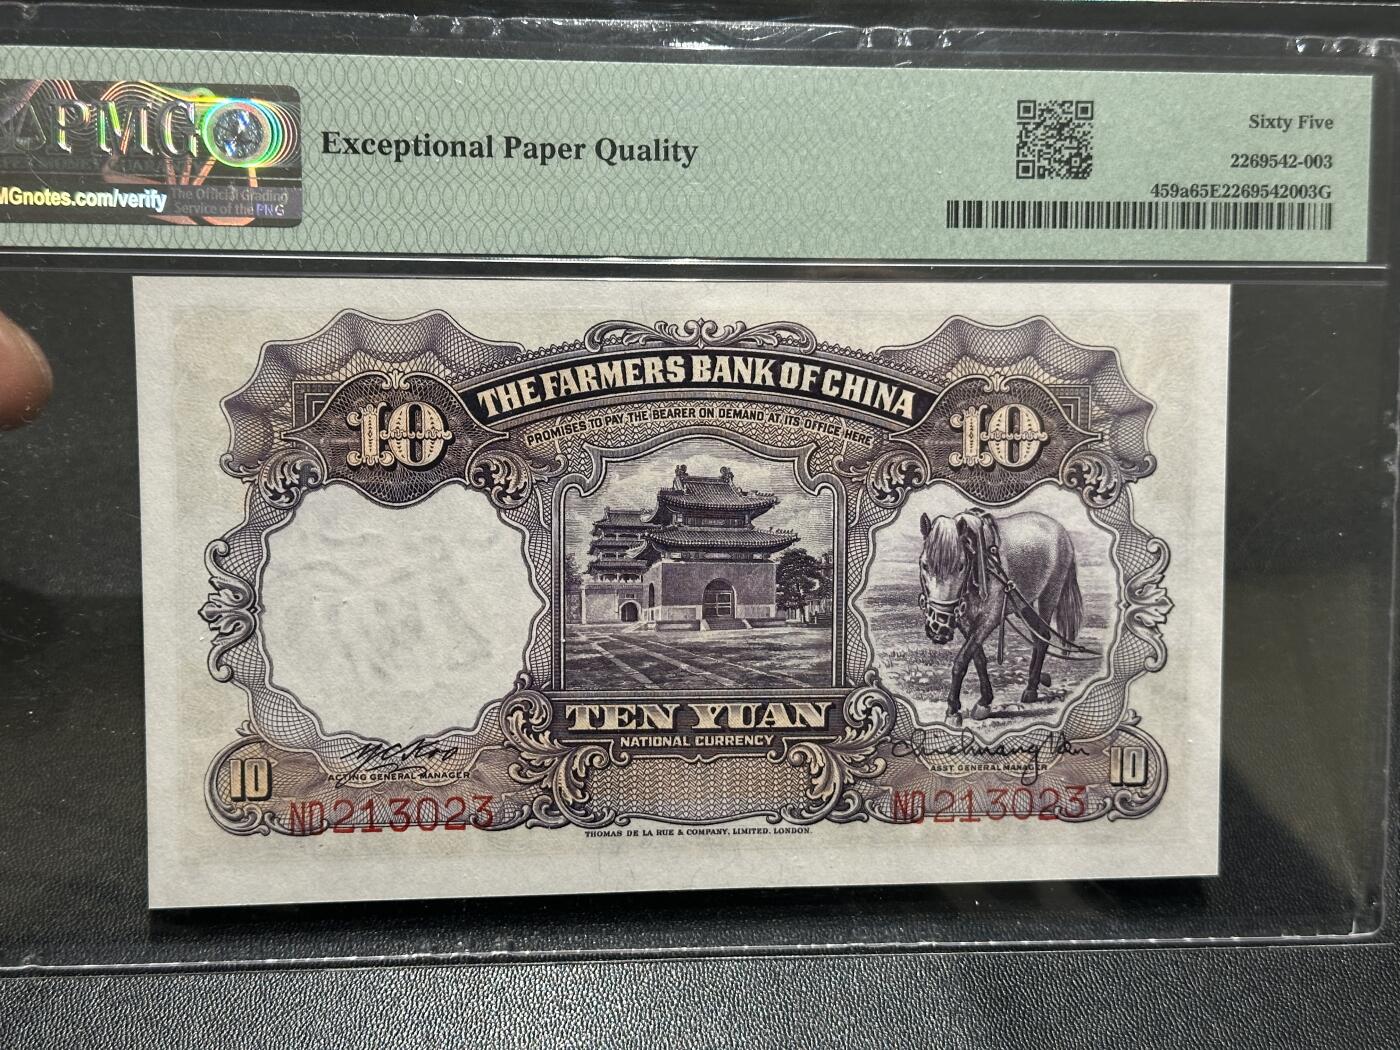 PMG
MGnotes.com/verify
The Official Grading
Service of the PNG
Exceptional Paper Quality
Sixty Five
2269542-003
459a65E2269542003G
THE FARMERS BANK OF CHINA
PROMISES TO PAY THE BEARER ON DEMAND AT ITS OFFICE HERE
10
10
TEN YUAN
NATIONAL CURRENCY
ACTING GENERAL MANAGER
ASST GENERAL MANAGER
10
10
ND213023
ND213023
THOMAS DE LA RUE & COMPANY, LIMITED, LONDON.